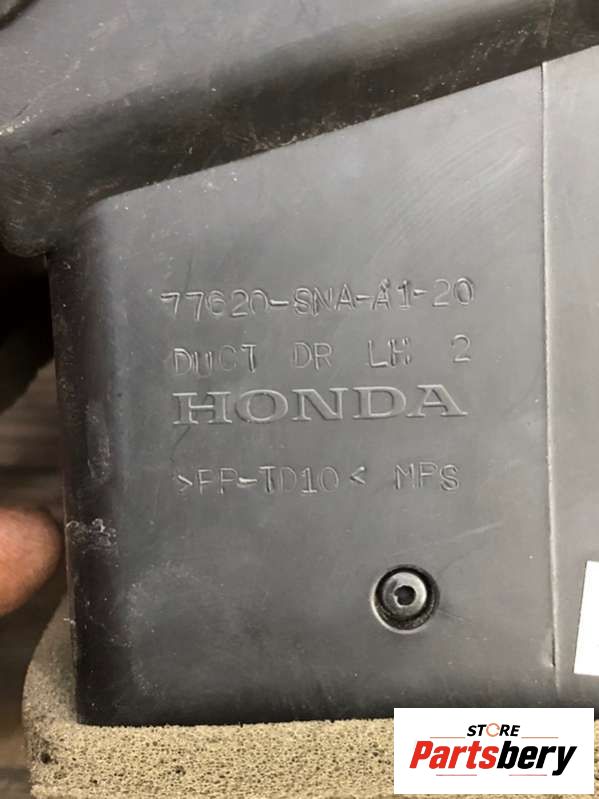 77620-SNA-A1-20
DUCT DR LH 2
HONDA
>PP-TD10< MPS
STORE
Partsbery